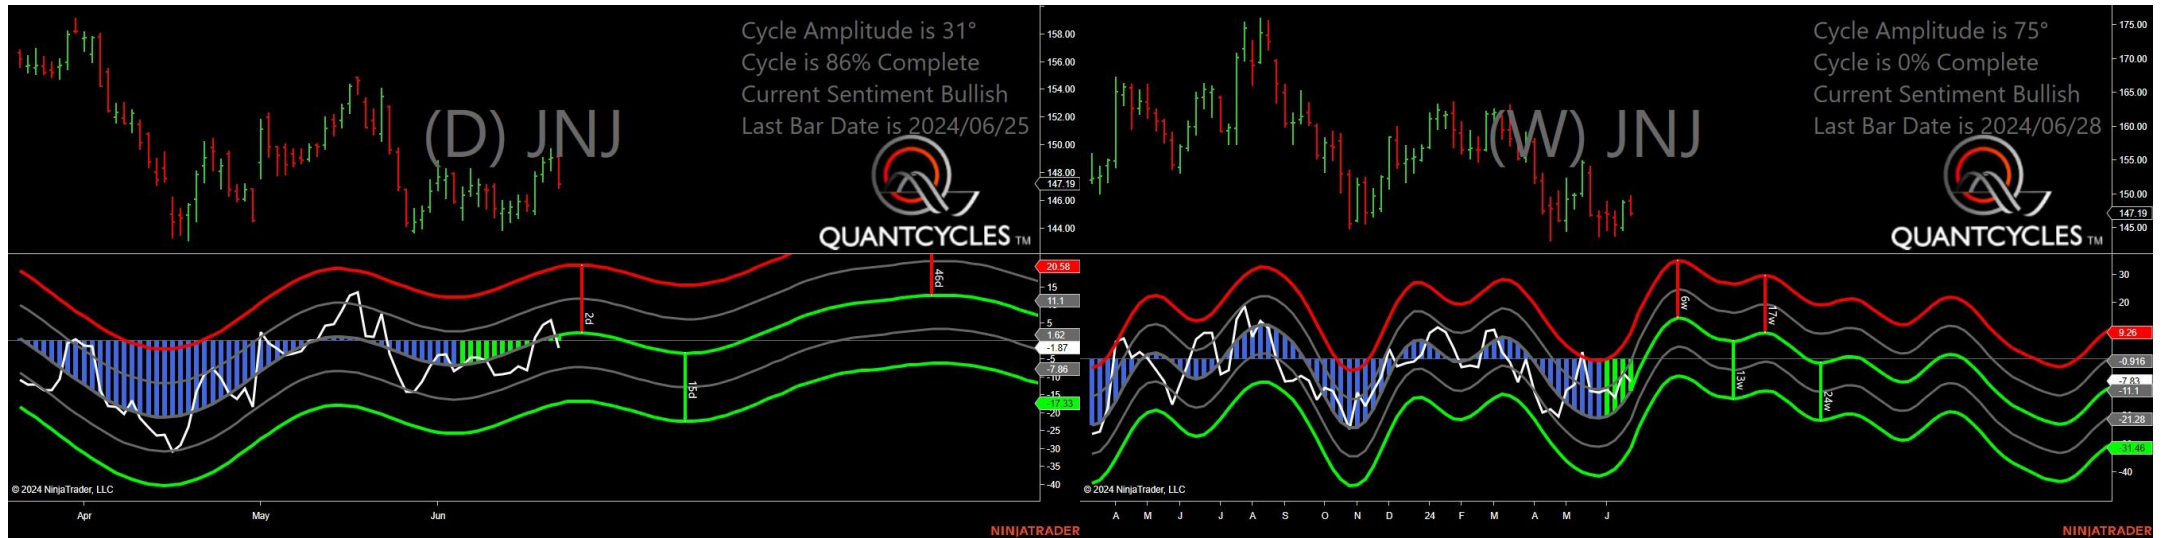 Cycle Amplitude is 31°
Cycle is 86% Complete
Current Sentiment Bullish
Last Bar Date is 2024/06/25
(D) JNJ
QUANTCYCLES TM
158.00
156.00
154.00
152.00
150.00
148.00
147.19
146.00
144.00
20.58
15
11.1
5
1.62
-1.87
-5
-7.86
-10
-15
-17.33
-20
-25
-30
-35
-40
2d
15d
46d
© 2024 NinjaTrader, LLC
Apr
May
Jun
NINJATRADER
Cycle Amplitude is 75°
Cycle is 0% Complete
Current Sentiment Bullish
Last Bar Date is 2024/06/28
(W) JNJ
QUANTCYCLES TM
175.00
170.00
165.00
160.00
155.00
150.00
147.19
145.00
30
20
9.26
-0.916
-7.83
-11.1
-21.28
-31.46
-40
6w
13w
17w
24w
© 2024 NinjaTrader, LLC
A M J J A S O N D 24 F M A M J
NINJATRADER